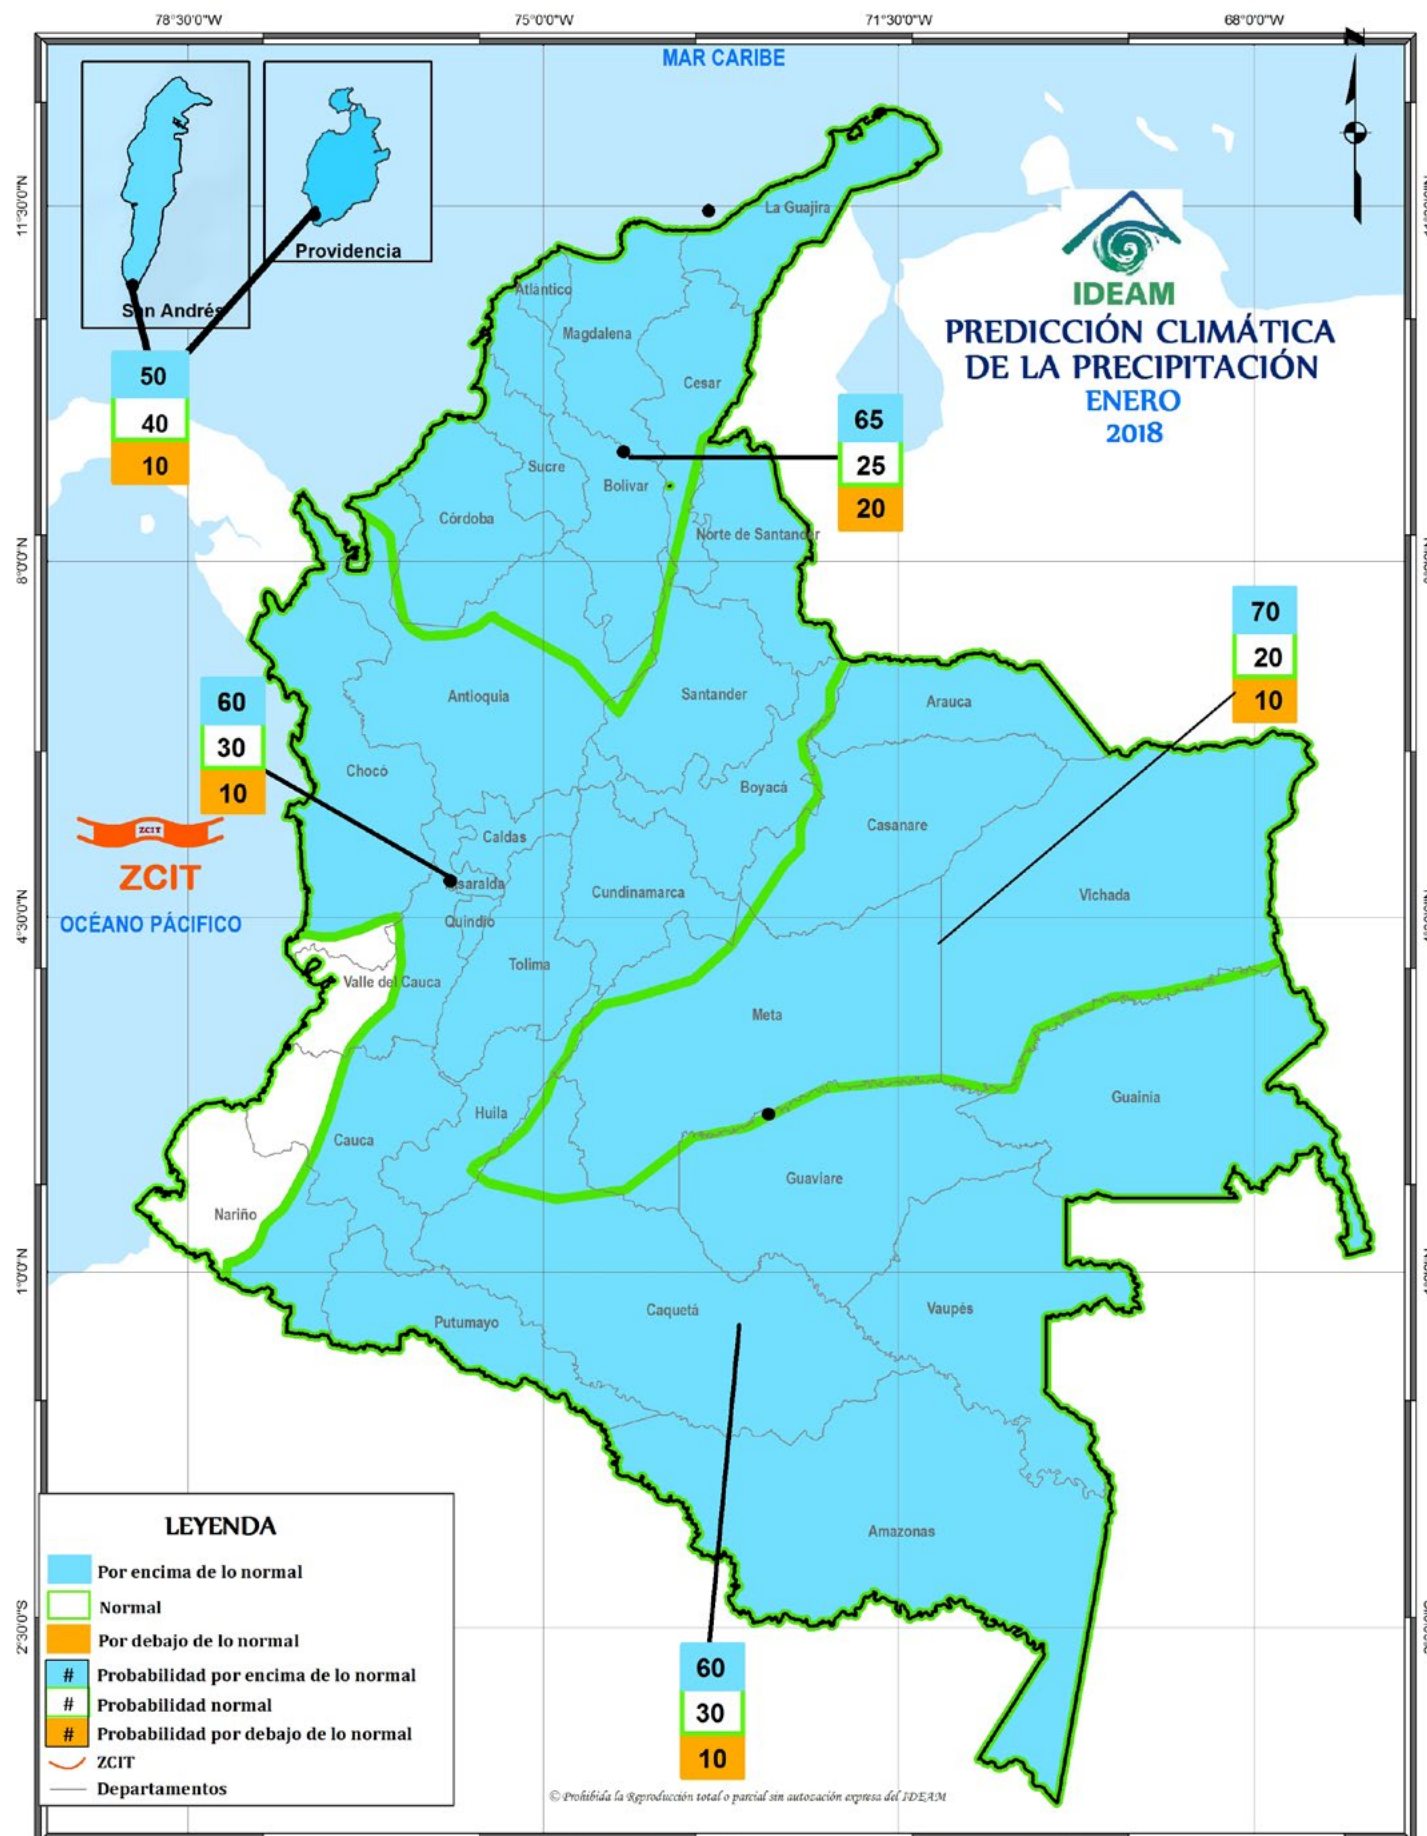 78°30'0"W
75°0'0"W
71°30'0"W
68°0'0"W
MAR CARIBE
N
11°30'0"N
8°0'0"N
4°30'0"N
1°0'0"N
2°30'0"S
San Andrés
Providencia
50
40
10
IDEAM
PREDICCIÓN CLIMÁTICA
DE LA PRECIPITACIÓN
ENERO
2018
La Guajira
Atlántico
Magdalena
Cesar
65
25
20
Sucre
Bolívar
Córdoba
Norte de Santander
70
20
10
60
30
10
Antioquia
Santander
Arauca
Chocó
Boyacá
Casanare
Caldas
Cundinamarca
Vichada
Quindío
Tolima
Valle del Cauca
Meta
Huila
Guainía
Cauca
Guaviare
Nariño
Caquetá
Vaupés
Putumayo
Amazonas
ZCIT
ZCIT
OCÉANO PÁCIFICO
60
30
10
LEYENDA
Por encima de lo normal
Normal
Por debajo de lo normal
# Probabilidad por encima de lo normal
# Probabilidad normal
# Probabilidad por debajo de lo normal
ZCIT
Departamentos
© Prohibida la Reproducción total o parcial sin autozación expresa del IDEAM